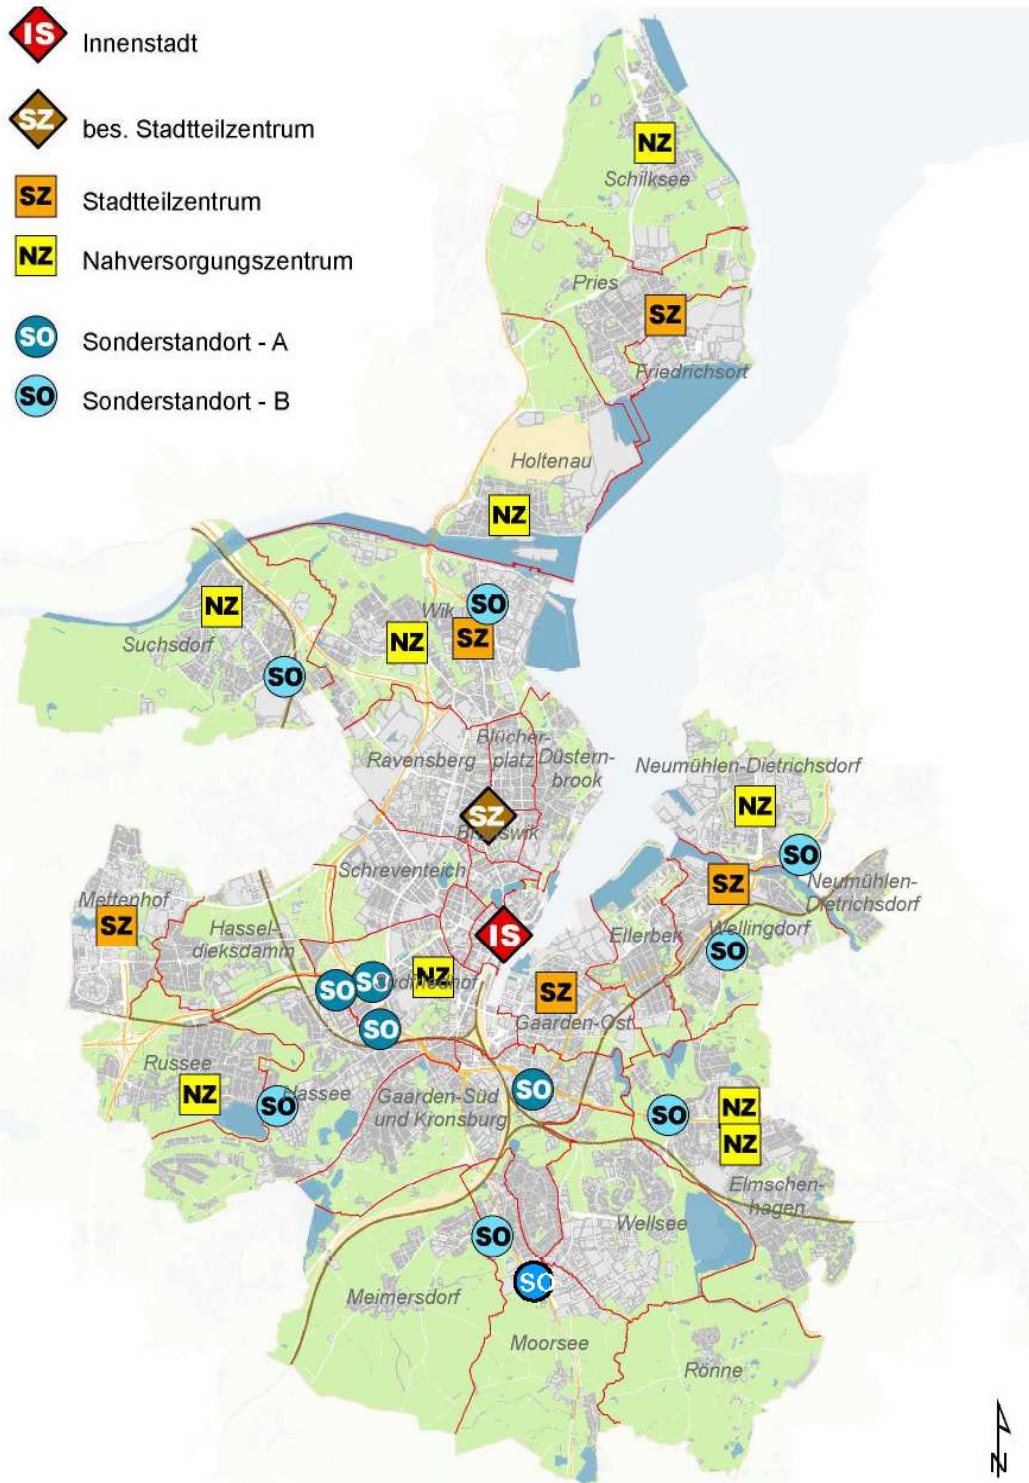 IS Innenstadt
SZ bes. Stadtteilzentrum
SZ Stadtteilzentrum
NZ Nahversorgungszentrum
SO Sonderstandort - A
SO Sonderstandort - B
NZ
Schilksee
Pries
SZ
Friedrichsort
Holtenau
NZ
NZ
Suchsdorf
SO
Wik
SO
NZ
SZ
Ravensberg
Blücher-
platz
Düstern-
brook
SZ
Brunswik
Schreventeich
Neumühlen-Dietrichsdorf
NZ
SO
SZ
Neumühlen-
Dietrichsdorf
Mettenhof
SZ
Hassel-
dieksdamm
IS
Ellerbek
Wellingdorf
SO
SO
SO
NZ
Südfriedhof
SO
SZ
Gaarden-Ost
Russee
NZ
SO
Hassee
Gaarden-Süd
und Kronsburg
SO
SO
NZ
NZ
Elmschen-
hagen
Wellsee
SO
SO
Meimersdorf
Moorsee
Rönne
N